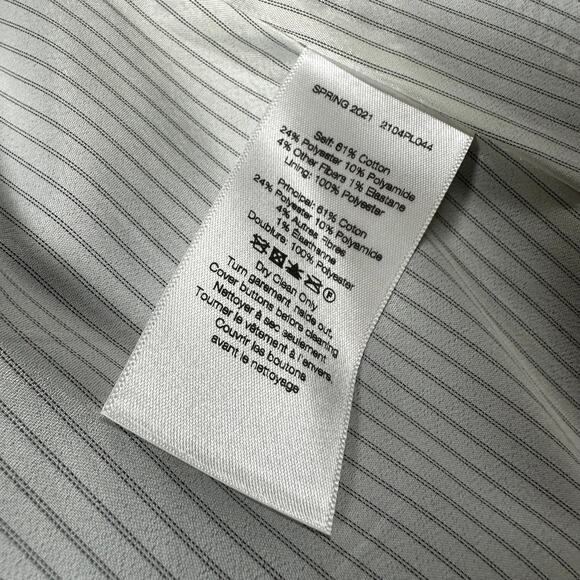 SPRING 2021 2104PL044
Self: 61% Cotton
24% Polyester 10% Polyamide
4% Other Fibers 1% Elastane
Lining: 100% Polyester
Principal: 61% Coton
24% Polyester 10% Polyamide
4% Autres Fibres
1% Elasthanne
Doublure: 100% Polyester
Dry Clean Only
Turn garement inside out,
Cover buttons before cleaning
Nettoyer à sec seulement
Tourner le vêtement à l'envers,
Couvrir les boutons
avant le nettoyage